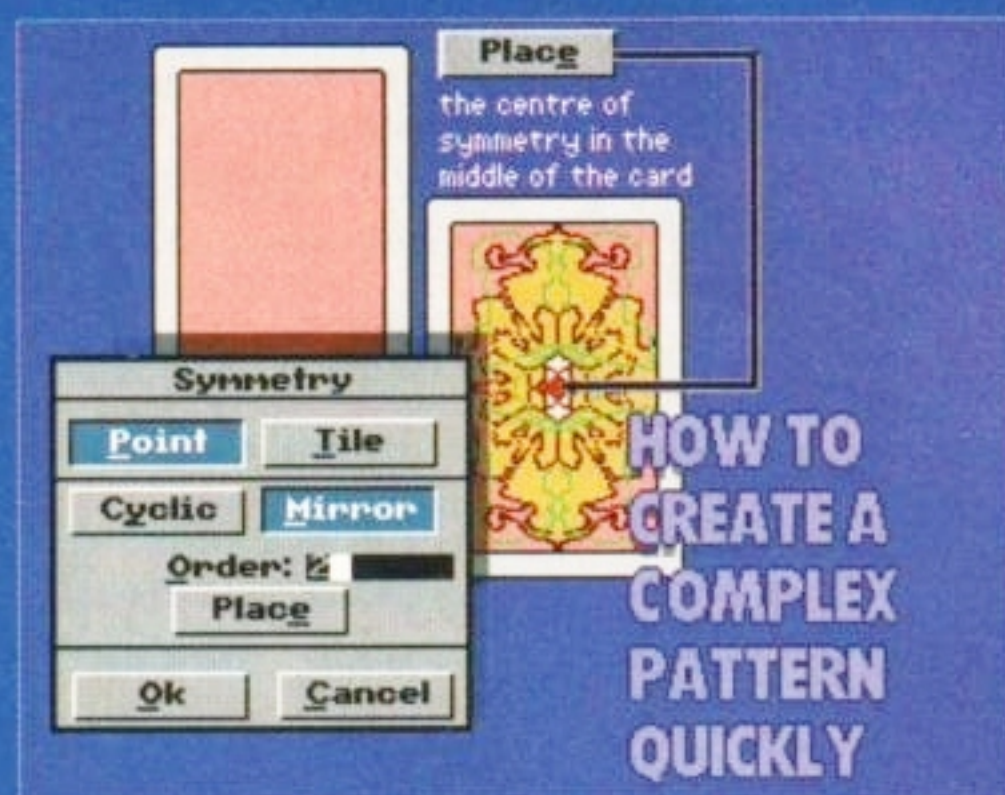 Place
the centre of
symmetry in the
middle of the card
Symmetry
Point Tile
Cyclic Mirror
Order: 2
Place
Ok Cancel
HOW TO
CREATE A
COMPLEX
PATTERN
QUICKLY